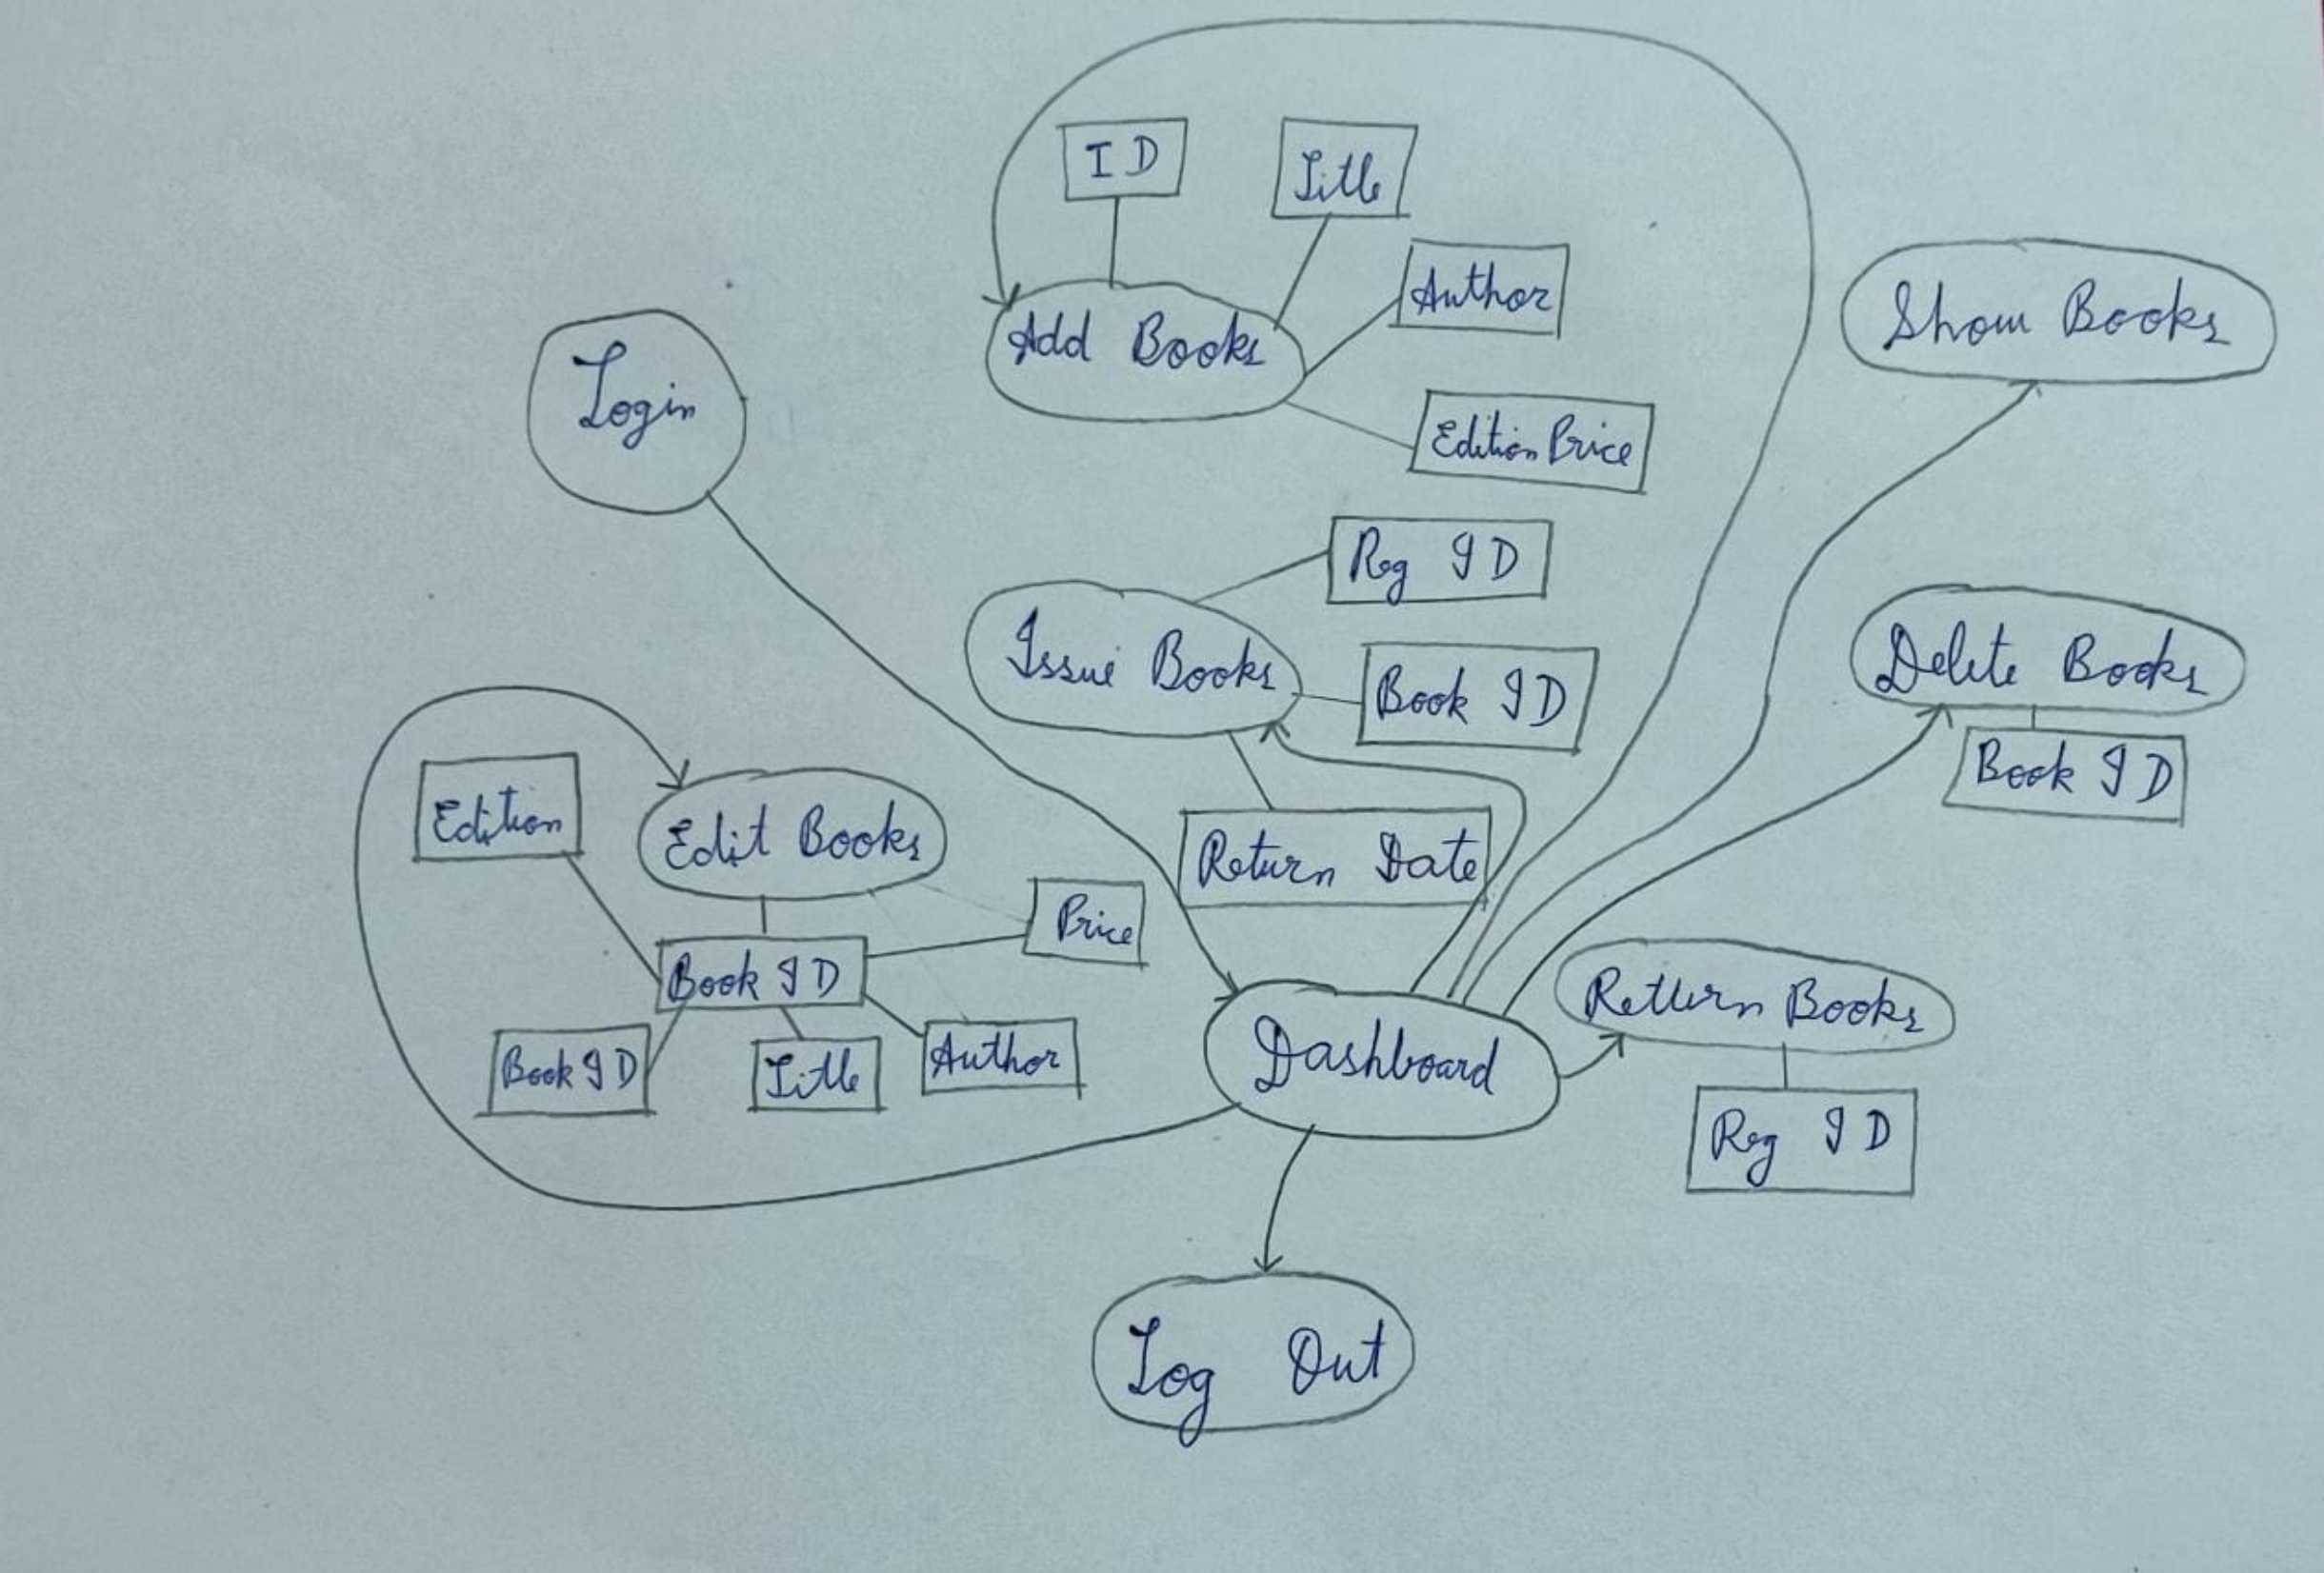 ID
Title
Author
Add Books
Edition Price
Login
Show Books
Reg ID
Issue Books
Book ID
Return Date
Delete Books
Book ID
Edition
Edit Books
Price
Book ID
Book ID
Title
Author
Dashboard
Return Books
Reg ID
Log Out